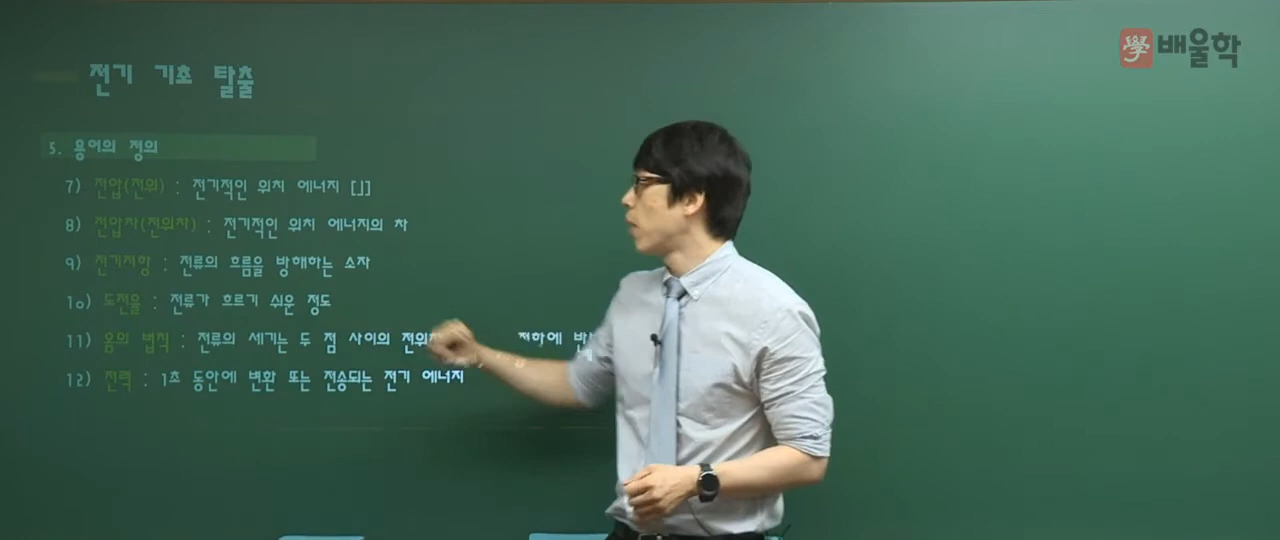 學 배울학
전기 기초 탈출
5. 용어의 정의
7) 전압(전위) : 전기적인 위치 에너지 [J]
8) 전압차(전위차) : 전기적인 위치 에너지의 차
9) 전기저항 : 전류의 흐름을 방해하는 소자
10) 도전율 : 전류가 흐르기 쉬운 정도
11) 옴의 법칙 : 전류의 세기는 두 점 사이의 저항에
12) 전력 : 1초 동안에 변환 또는 전송되는 전기 에너지